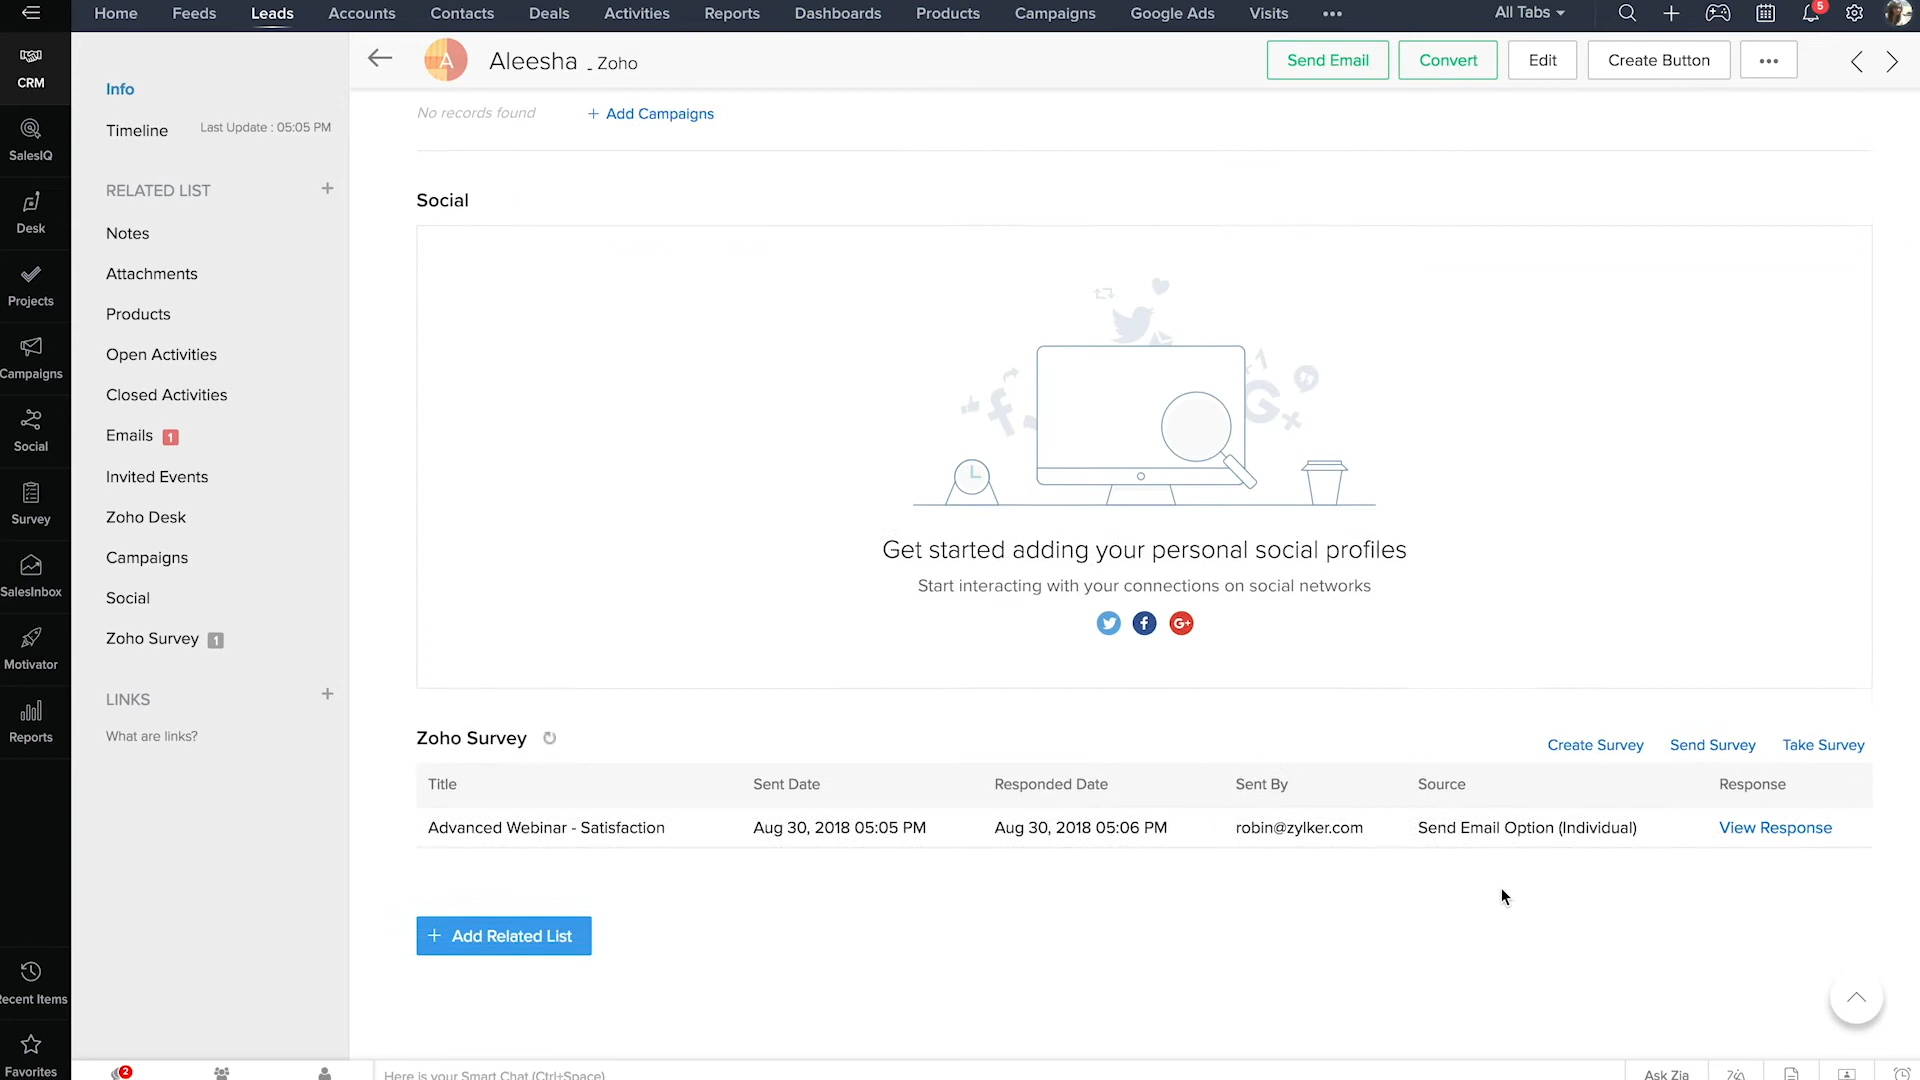 Home Feeds Leads Accounts Contacts Deals Activities Reports Dashboards Products Campaigns Google Ads Visits ••• All Tabs 5
CRM
SalesIQ
Desk
Projects
Campaigns
Social
Survey
SalesInbox
Motivator
Reports
Recent Items
Favorites
Info
Timeline Last Update : 05:05 PM
RELATED LIST +
Notes
Attachments
Products
Open Activities
Closed Activities
Emails 1
Invited Events
Zoho Desk
Campaigns
Social
Zoho Survey 1
LINKS +
What are links?
A Aleesha _ Zoho Send Email Convert Edit Create Button •••
No records found + Add Campaigns
Social
Get started adding your personal social profiles
Start interacting with your connections on social networks
Zoho Survey Create Survey Send Survey Take Survey
Title Sent Date Responded Date Sent By Source Response
Advanced Webinar - Satisfaction Aug 30, 2018 05:05 PM Aug 30, 2018 05:06 PM robin@zylker.com Send Email Option (Individual) View Response
+ Add Related List
2 Here is your Smart Chat (Ctrl+Space) Ask Zia